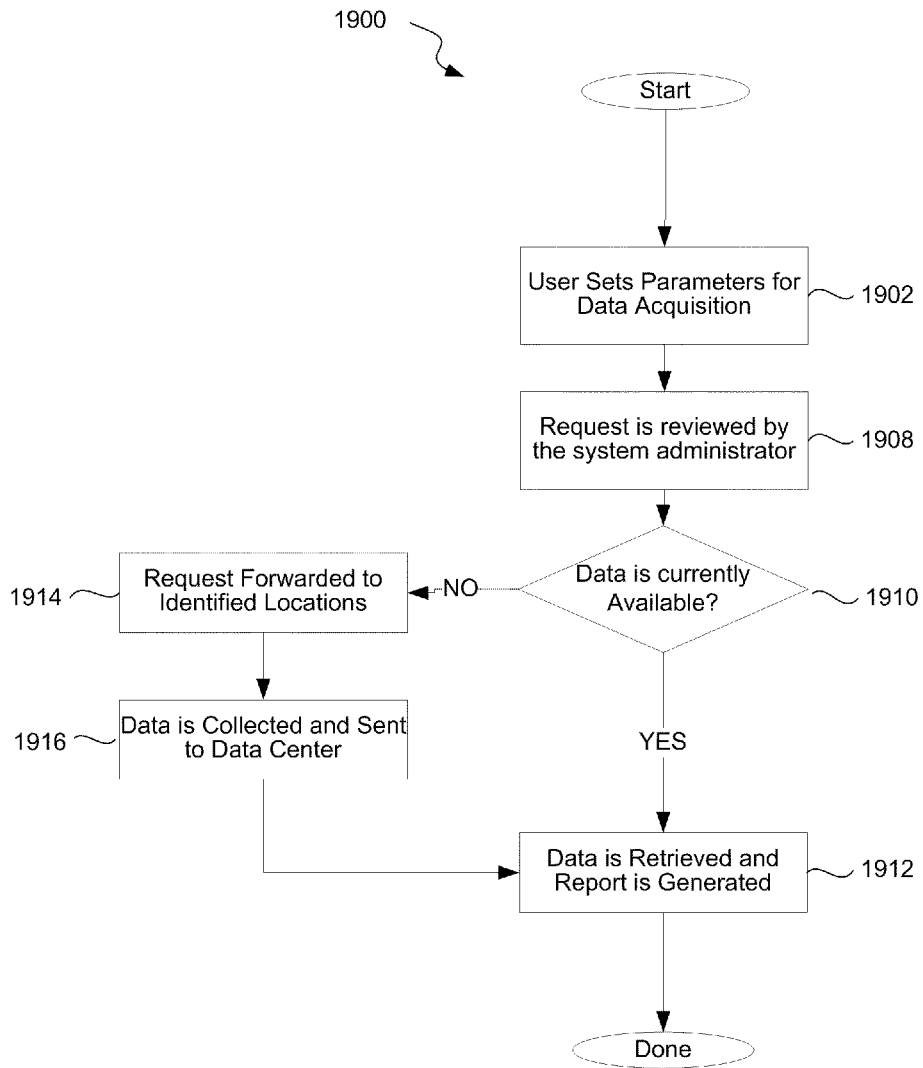 1900
Start
User Sets Parameters for
Data Acquisition
1902
Request is reviewed by
the system administrator
1908
Data is currently
Available?
1910
NO
Request Forwarded to
Identified Locations
1914
Data is Collected and Sent
to Data Center
1916
YES
Data is Retrieved and
Report is Generated
1912
Done